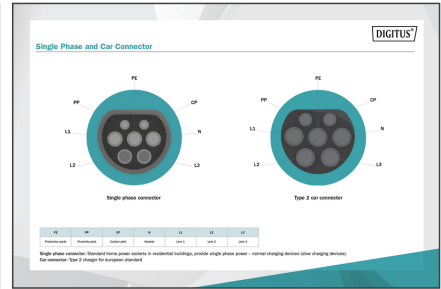 DIGITUS®
Single Phase and Car Connector
PE
PP
CP
L1
N
L2
L3
Single phase connector
PE
PP
CP
L1
N
L2
L3
Type 2 car connector
PE PP CP N L1 L2 L3
Protective earth Proximity pilot Control pilot Neutral Line 1 Line 2 Line 3
Single phase connector: Standard home power sockets in residential buildings, provide single phase power – normal charging devices (slow charging devices).
Car connector: Type 2 charger for european standard